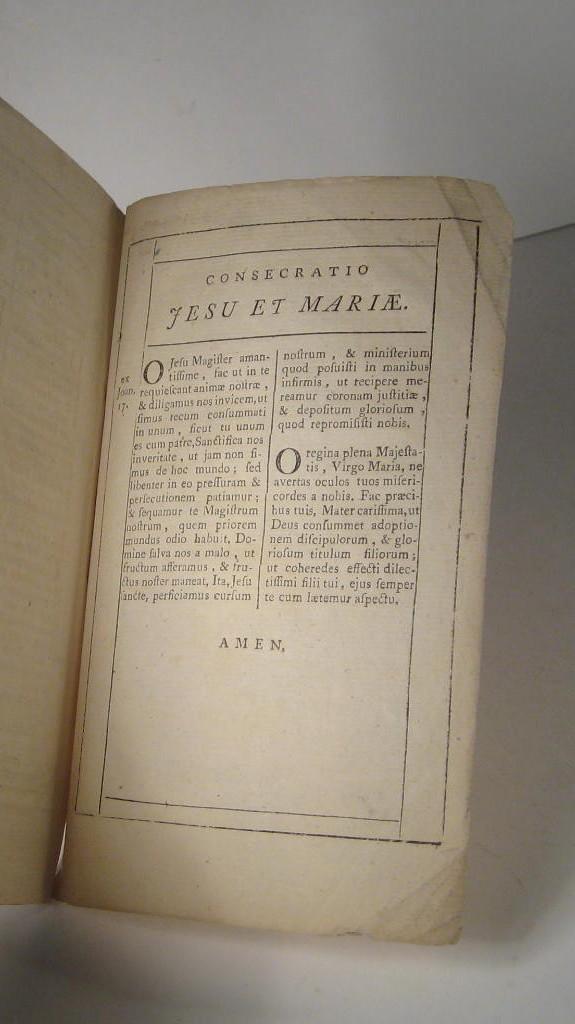 CONSECRATIO
JESU ET MARIÆ.
ex
Joan.
17.
O Jeſu Magiſter aman-
tiſſime, fac ut in te
requieſcant animæ noſtræ,
& diligamus nos invicem, ut
ſimus tecum conſummati
in unum, ſicut tu unum
es cum patre, Sanctifica nos
inveritate, ut jam non ſi-
mus de hoc mundo; ſed
libenter in eo preſſuram &
perſecutionem patiamur;
& ſequamur te Magiſtrum
noſtrum, quem priorem
mundus odio habuit. Do-
mine ſalva nos a malo, ut
fructum afferamus, & fru-
ctus noſter maneat, Ita, Jeſu
ſancte, perficiamus curſum
noſtrum, & miniſterium
quod poſuiſti in manibus
infirmis, ut recipere me-
reamur coronam juſtitiæ,
& depoſitum glorioſum,
quod repromiſiſti nobis.
O regina plena Majeſta-
tis, Virgo Maria, ne
avertas oculos tuos miſeri-
cordes a nobis. Fac præci-
bus tuis, Mater cariſſima, ut
Deus conſummet adoptio-
nem diſcipulorum, & glo-
rioſum titulum filiorum;
ut coheredes effecti dilec-
tiſſimi filii tui, ejus ſemper
te cum lætemur aſpectu.
AMEN,